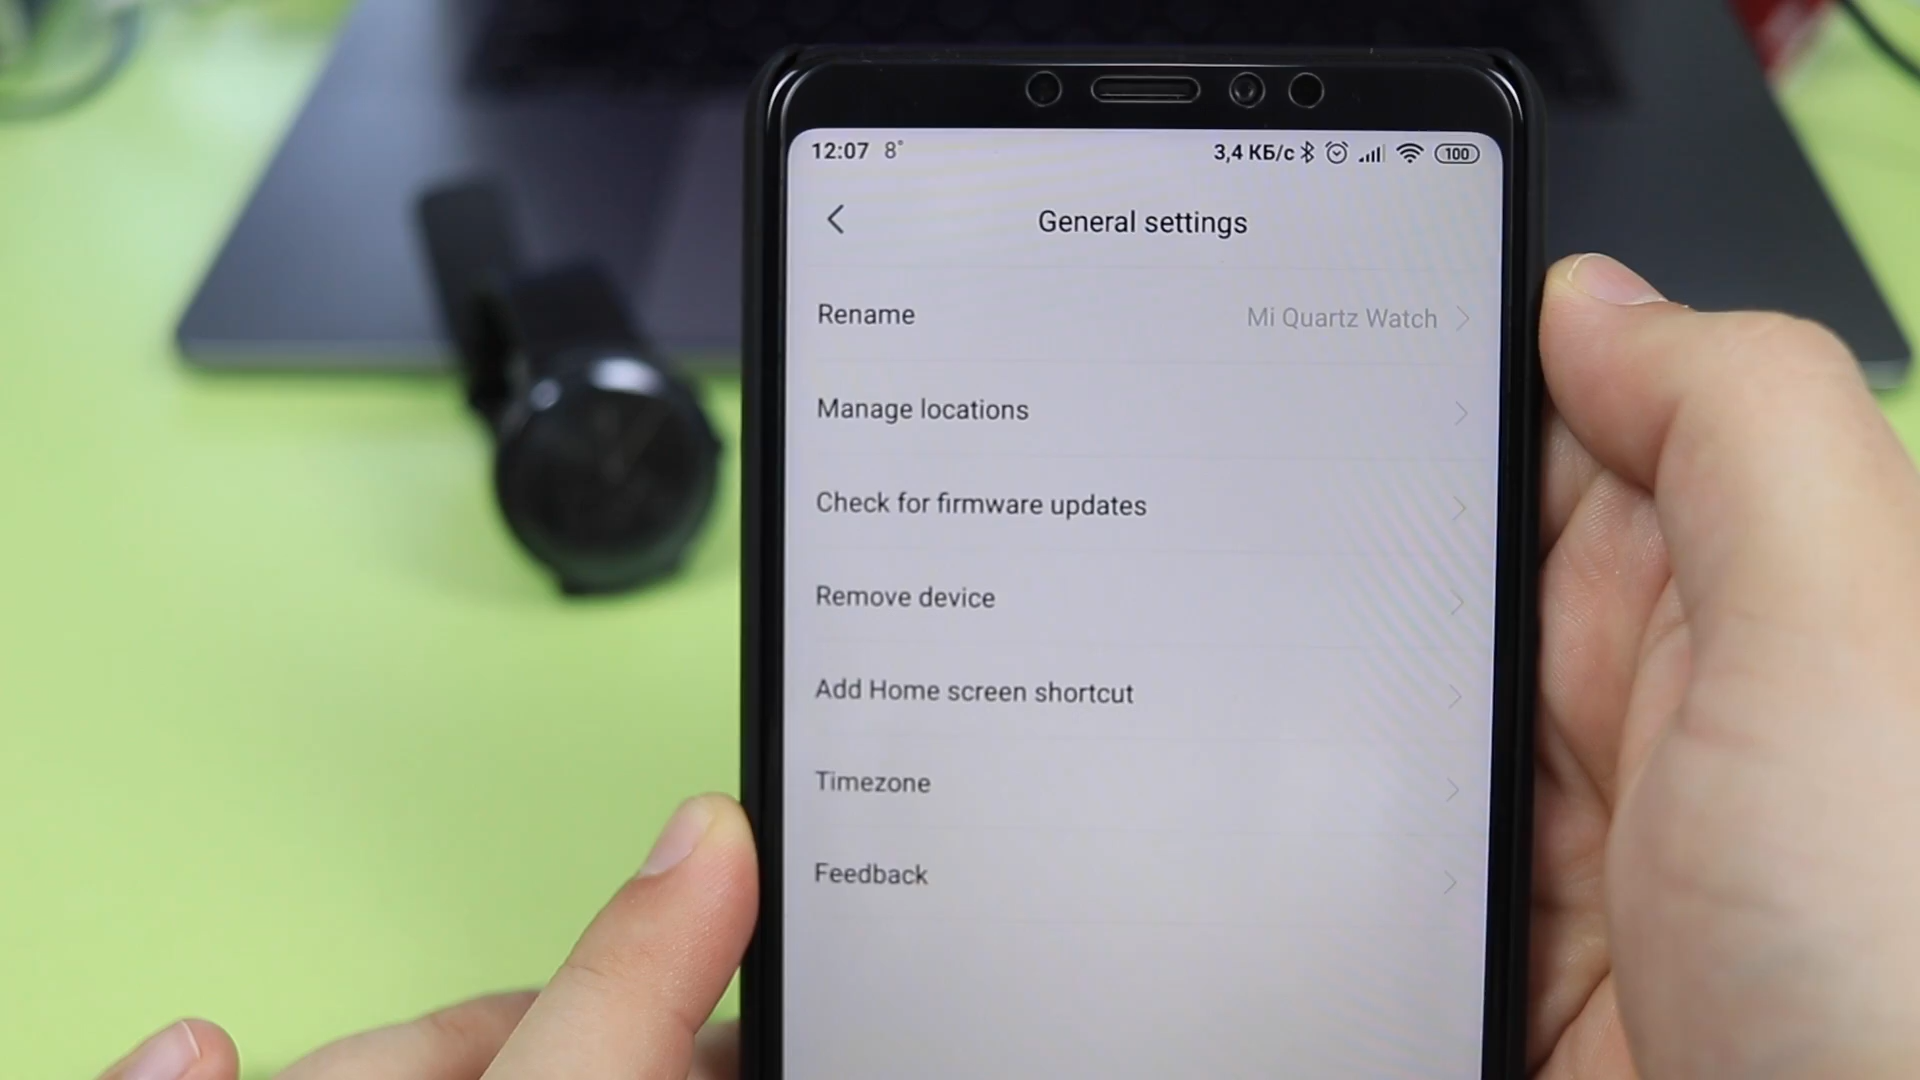 12:07 8° 3,4 КБ/с 100
General settings
Rename Mi Quartz Watch
Manage locations
Check for firmware updates
Remove device
Add Home screen shortcut
Timezone
Feedback